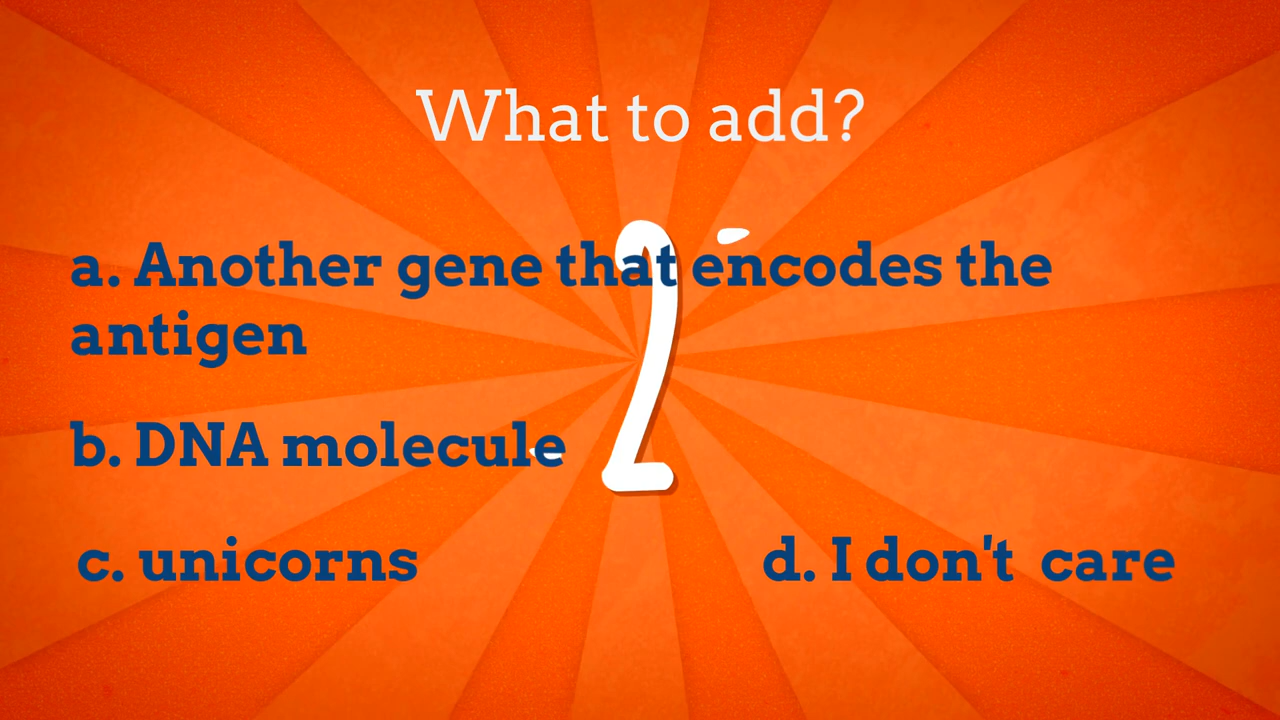 What to add?
2
a. Another gene that encodes the
antigen
b. DNA molecule
c. unicorns
d. I don't care